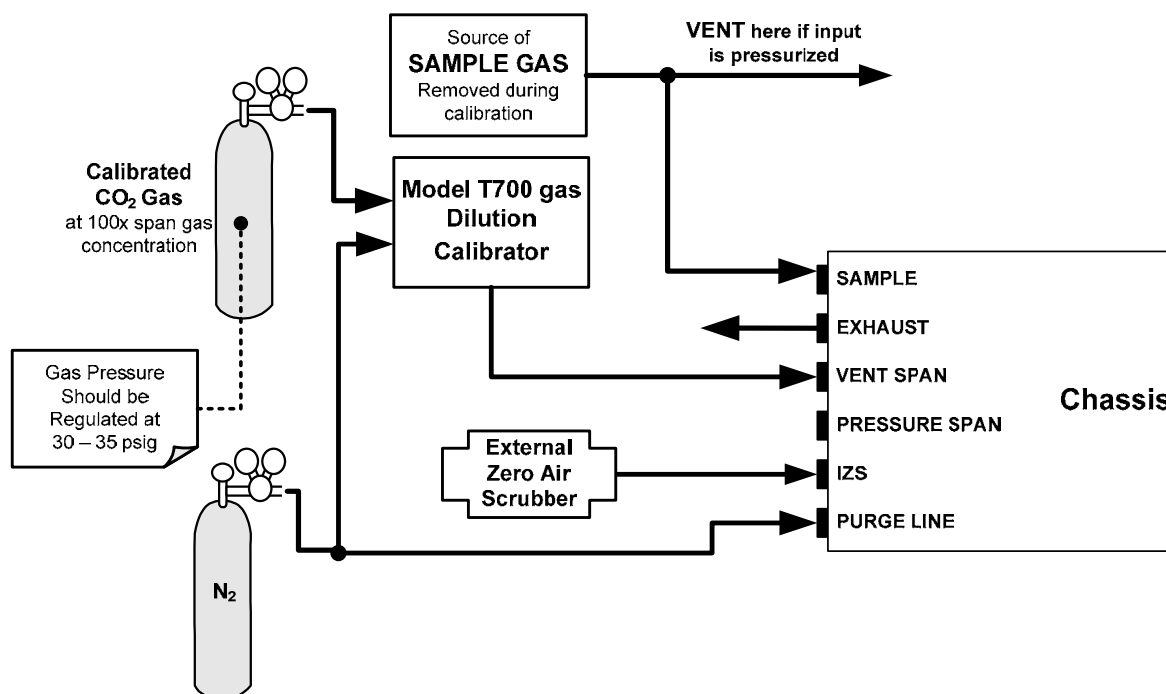 Source of
SAMPLE GAS
Removed during
calibration
VENT here if input
is pressurized
Calibrated
CO₂ Gas
at 100x span gas
concentration
Model T700 gas
Dilution
Calibrator
Gas Pressure
Should be
Regulated at
30 – 35 psig
External
Zero Air
Scrubber
N₂
SAMPLE
EXHAUST
VENT SPAN
PRESSURE SPAN
IZS
PURGE LINE
Chassis